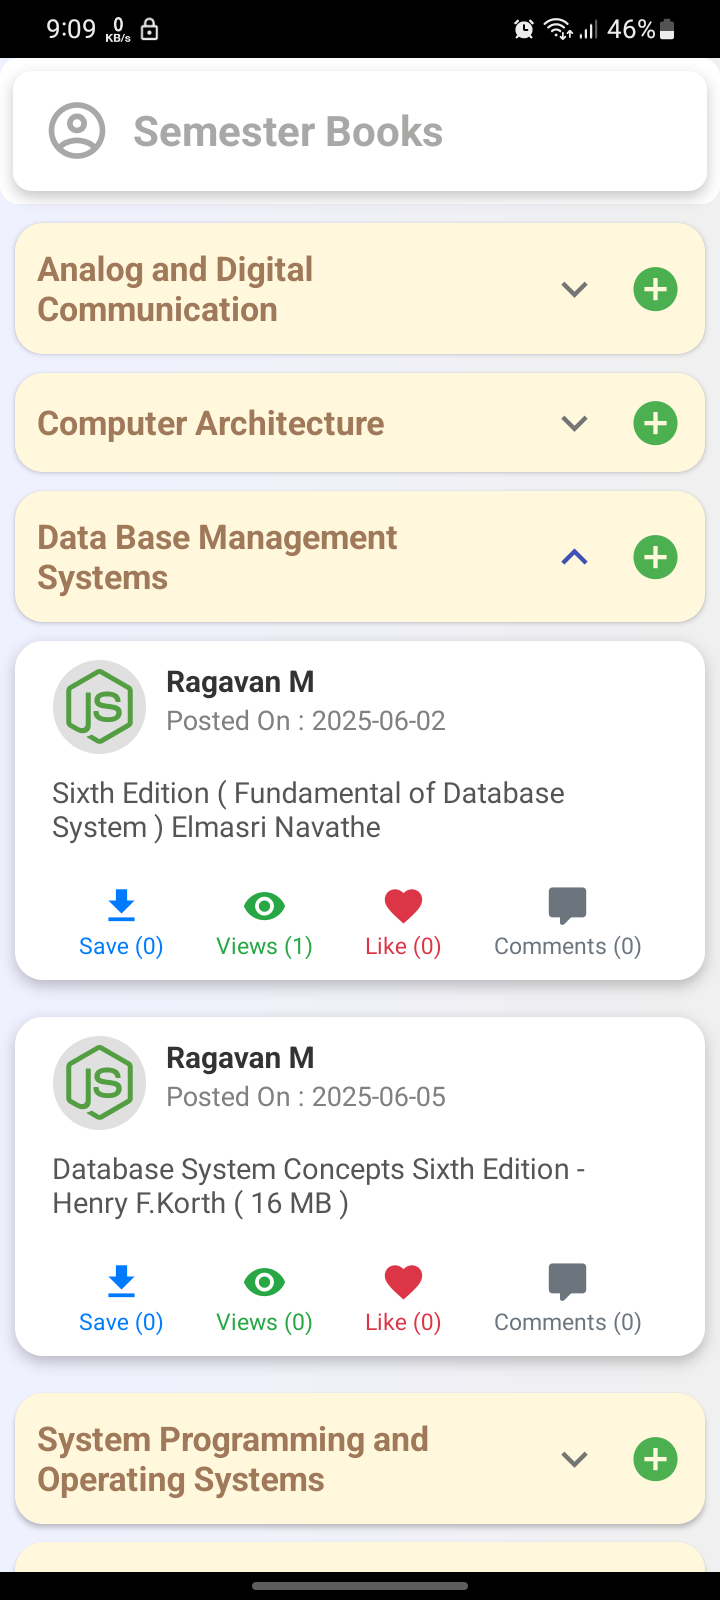 9:09 0 KB/s 46%
Semester Books
Analog and Digital
Communication
Computer Architecture
Data Base Management
Systems
JS
Ragavan M
Posted On : 2025-06-02
Sixth Edition ( Fundamental of Database
System ) Elmasri Navathe
Save (0) Views (1) Like (0) Comments (0)
JS
Ragavan M
Posted On : 2025-06-05
Database System Concepts Sixth Edition -
Henry F.Korth ( 16 MB )
Save (0) Views (0) Like (0) Comments (0)
System Programming and
Operating Systems